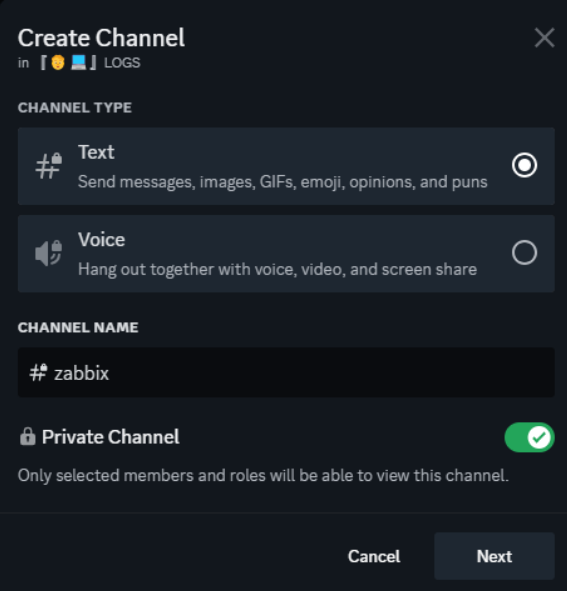 Create Channel
in 〚👨‍💻〛 LOGS
CHANNEL TYPE
Text
Send messages, images, GIFs, emoji, opinions, and puns
Voice
Hang out together with voice, video, and screen share
CHANNEL NAME
# zabbix
Private Channel
Only selected members and roles will be able to view this channel.
Cancel Next